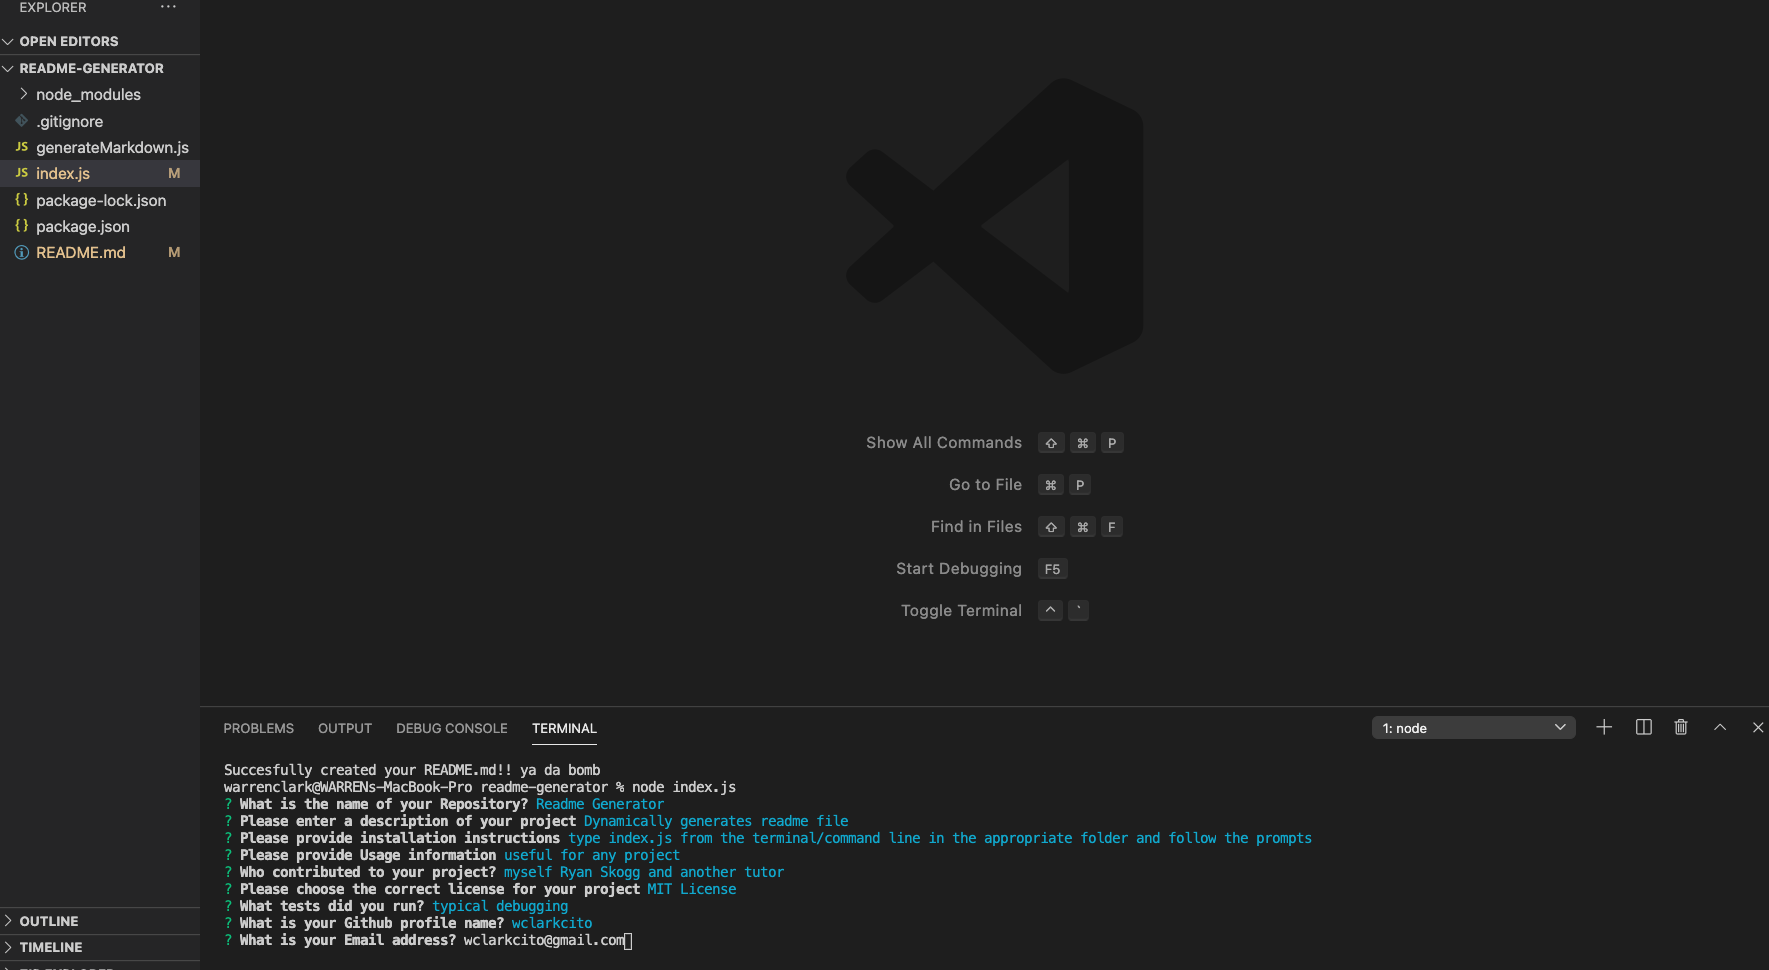 EXPLORER
OPEN EDITORS
README-GENERATOR
node_modules
.gitignore
JS generateMarkdown.js
JS index.js M
{} package-lock.json
{} package.json
README.md M
OUTLINE
TIMELINE
Show All Commands ⇧ ⌘ P
Go to File ⌘ P
Find in Files ⇧ ⌘ F
Start Debugging F5
Toggle Terminal ^ `
PROBLEMS OUTPUT DEBUG CONSOLE TERMINAL 1: node
Succesfully created your README.md!! ya da bomb
warrenclark@WARRENs-MacBook-Pro readme-generator % node index.js
? What is the name of your Repository? Readme Generator
? Please enter a description of your project Dynamically generates readme file
? Please provide installation instructions type index.js from the terminal/command line in the appropriate folder and follow the prompts
? Please provide Usage information useful for any project
? Who contributed to your project? myself Ryan Skogg and another tutor
? Please choose the correct license for your project MIT License
? What tests did you run? typical debugging
? What is your Github profile name? wclarkcito
? What is your Email address? wclarkcito@gmail.com